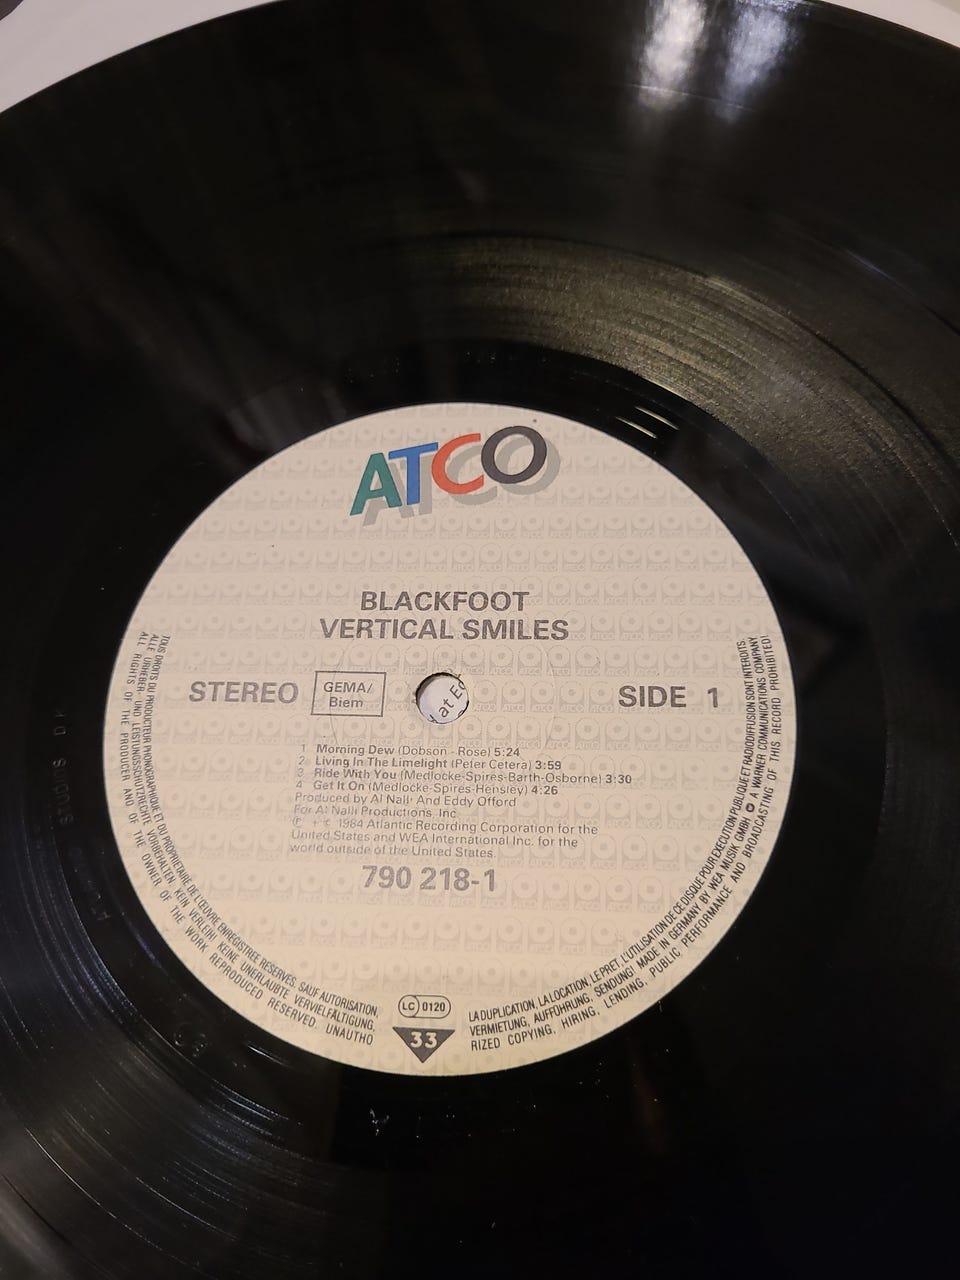 ATCO
BLACKFOOT
VERTICAL SMILES
STEREO
GEMA/
Biem
at Ec
SIDE 1
1 Morning Dew (Dobson - Rose) 5:24
2 Living In The Limelight (Peter Cetera) 3:59
3 Ride With You (Medlocke-Spires-Barth-Osborne) 3:30
4 Get It On (Medlocke-Spires-Hensley) 4:26
Produced by Al Nalli And Eddy Offord
For Al Nalli Productions, Inc
℗ + © 1984 Atlantic Recording Corporation for the
United States and WEA International Inc. for the
world outside of the United States.
790 218-1
TOUS DROITS DU PRODUCTEUR PHONOGRAPHIQUE ET DU PROPRIETAIRE DE L'ŒUVRE ENREGISTREE RESERVES. SAUF AUTORISATION,
LA DUPLICATION, LA LOCATION, LE PRET, L'UTILISATION DE CE DISQUE POUR EXECUTION PUBLIQUE ET RADIODIFFUSION SONT INTERDITS.
ALLE URHEBER- UND LEISTUNGSSCHUTZRECHTE VORBEHALTEN. KEIN VERLEIH! KEINE UNERLAUBTE VERVIELFÄLTIGUNG,
VERMIETUNG, AUFFÜHRUNG, SENDUNG! MADE IN GERMANY BY WEA MUSIK GMBH. A WARNER COMMUNICATIONS COMPANY
ALL RIGHTS OF THE PRODUCER AND OF THE OWNER OF THE WORK REPRODUCED RESERVED. UNAUTHO
RIZED COPYING, HIRING, LENDING, PUBLIC PERFORMANCE AND BROADCASTING OF THIS RECORD PROHIBITED!
LC 0120
33